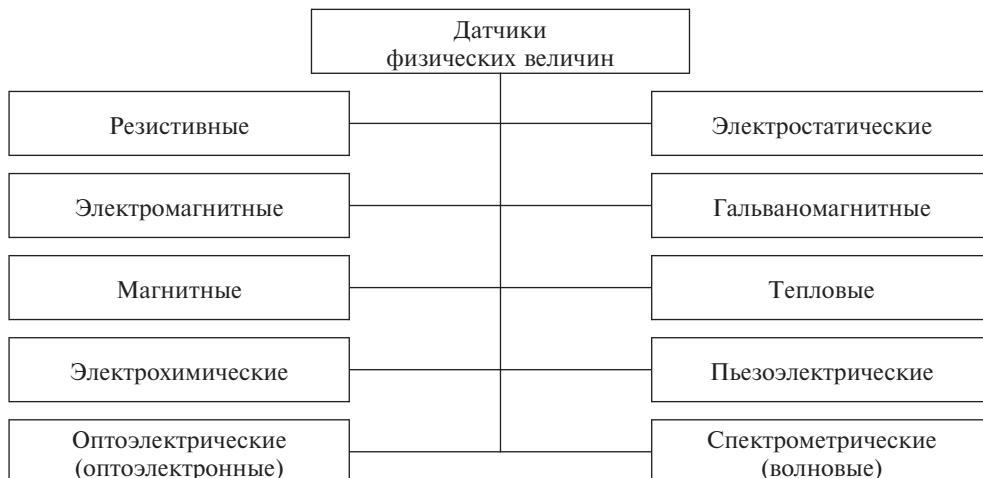 Датчики
физических величин
Резистивные
Электростатические
Электромагнитные
Гальваномагнитные
Магнитные
Тепловые
Электрохимические
Пьезоэлектрические
Оптоэлектрические
(оптоэлектронные)
Спектрометрические
(волновые)